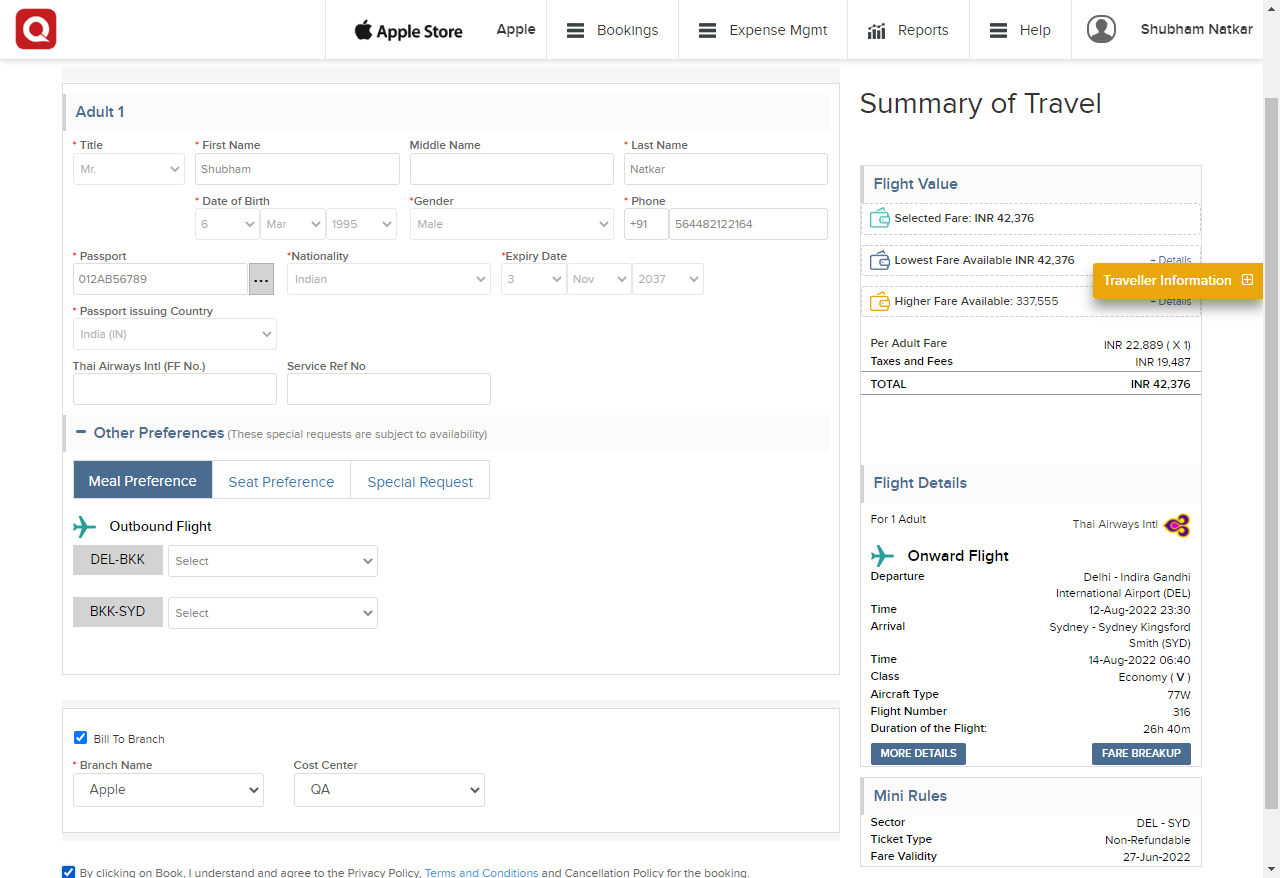 Q
Apple Store
Apple
Bookings
Expense Mgmt
Reports
Help
Shubham Natkar
Adult 1
* Title
* First Name
Middle Name
* Last Name
Mr.
Shubham
Natkar
* Date of Birth
*Gender
* Phone
6
Mar
1995
Male
+91
564482122164
* Passport
*Nationality
*Expiry Date
012AB56789
...
Indian
3
Nov
2037
* Passport issuing Country
India (IN)
Thai Airways Intl (FF No.)
Service Ref No
− Other Preferences (These special requests are subject to availability)
Meal Preference
Seat Preference
Special Request
Outbound Flight
DEL-BKK
Select
BKK-SYD
Select
Bill To Branch
* Branch Name
Cost Center
Apple
QA
By clicking on Book, I understand and agree to the Privacy Policy, Terms and Conditions and Cancellation Policy for the booking.
Summary of Travel
Flight Value
Selected Fare: INR 42,376
Lowest Fare Available INR 42,376
+ Details
Traveller Information
Higher Fare Available: 337,555
+ Details
Per Adult Fare
INR 22,889 ( X 1)
Taxes and Fees
INR 19,487
TOTAL
INR 42,376
Flight Details
For 1 Adult
Thai Airways Intl
Onward Flight
Departure
Delhi - Indira Gandhi
International Airport (DEL)
Time
12-Aug-2022 23:30
Arrival
Sydney - Sydney Kingsford
Smith (SYD)
Time
14-Aug-2022 06:40
Class
Economy ( V )
Aircraft Type
77W
Flight Number
316
Duration of the Flight:
26h 40m
MORE DETAILS
FARE BREAKUP
Mini Rules
Sector
DEL - SYD
Ticket Type
Non-Refundable
Fare Validity
27-Jun-2022